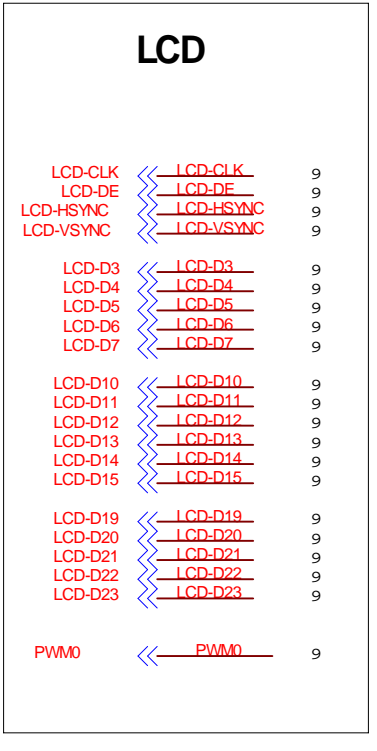 LCD
LCD-CLK LCD-CLK 9
LCD-DE LCD-DE 9
LCD-HSYNC LCD-HSYNC 9
LCD-VSYNC LCD-VSYNC 9
LCD-D3 LCD-D3 9
LCD-D4 LCD-D4 9
LCD-D5 LCD-D5 9
LCD-D6 LCD-D6 9
LCD-D7 LCD-D7 9
LCD-D10 LCD-D10 9
LCD-D11 LCD-D11 9
LCD-D12 LCD-D12 9
LCD-D13 LCD-D13 9
LCD-D14 LCD-D14 9
LCD-D15 LCD-D15 9
LCD-D19 LCD-D19 9
LCD-D20 LCD-D20 9
LCD-D21 LCD-D21 9
LCD-D22 LCD-D22 9
LCD-D23 LCD-D23 9
PWM0 PWM0 9